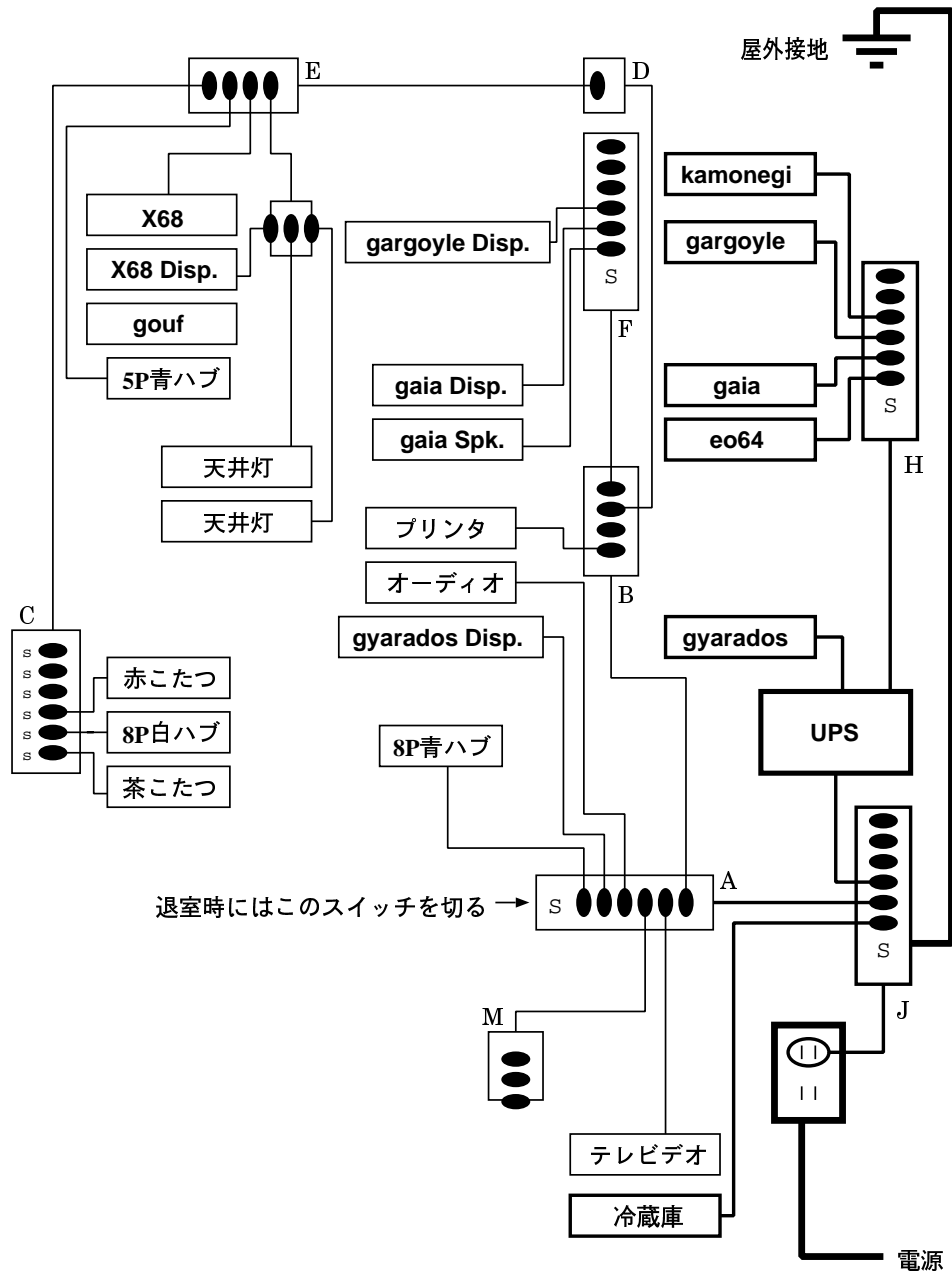 屋外接地
E
D
kamonegi
X68
gargoyle Disp.
gargoyle
X68 Disp.
S
gouf
F
5P青ハブ
gaia Disp.
gaia
S
gaia Spk.
eo64
天井灯
H
天井灯
プリンタ
オーディオ
B
C
gyarados Disp.
gyarados
s
s
赤こたつ
s
s
8P白ハブ
8P青ハブ
UPS
s
s
茶こたつ
A
退室時にはこのスイッチを切る
S
S
M
J
テレビデオ
冷蔵庫
電源